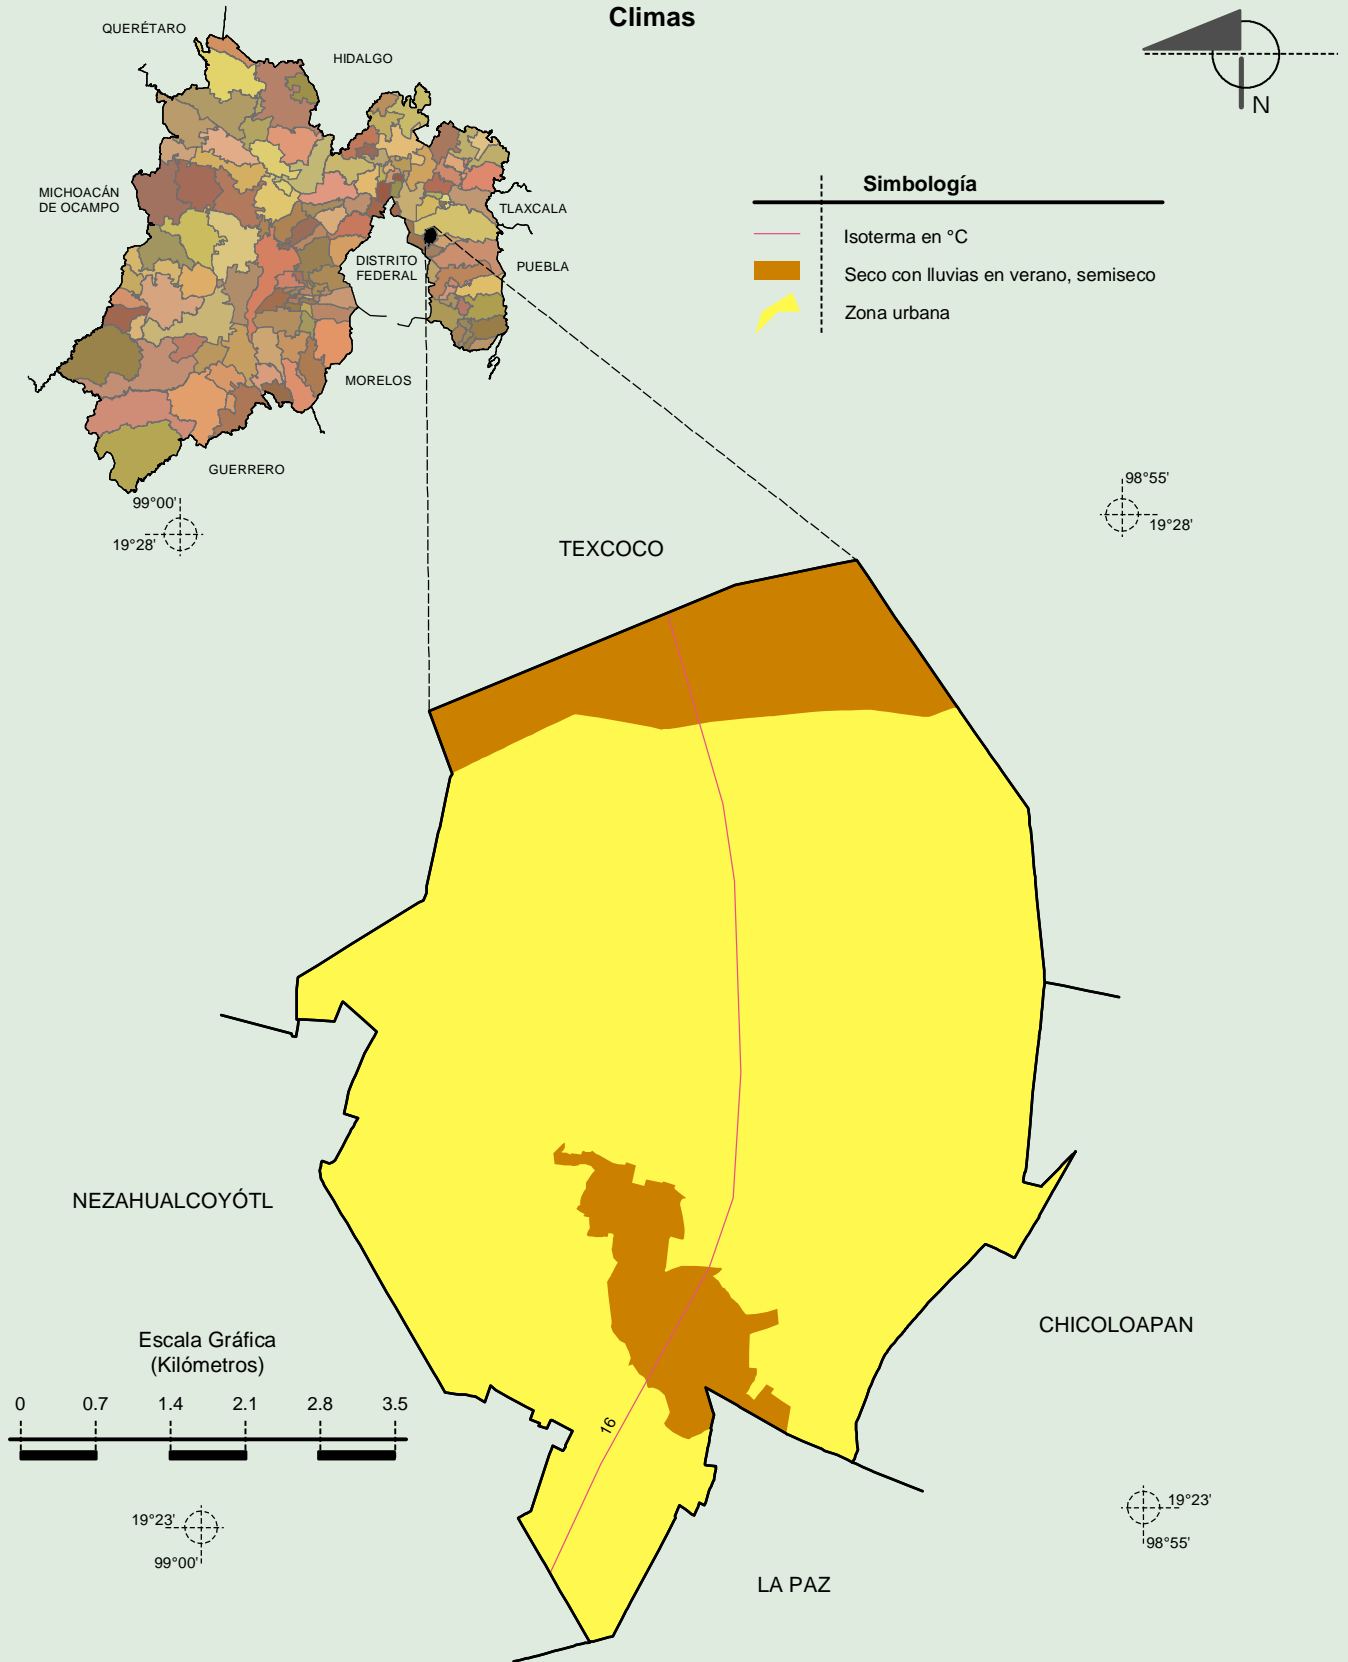 Climas
QUERÉTARO
HIDALGO
N
MICHOACÁN
DE OCAMPO
TLAXCALA
DISTRITO
FEDERAL
PUEBLA
MORELOS
GUERRERO
Simbología
Isoterma en °C
Seco con lluvias en verano, semiseco
Zona urbana
99°00'
19°28'
98°55'
19°28'
TEXCOCO
NEZAHUALCOYÓTL
CHICOLOAPAN
Escala Gráfica
(Kilómetros)
0 0.7 1.4 2.1 2.8 3.5
16
19°23'
99°00'
19°23'
98°55'
LA PAZ